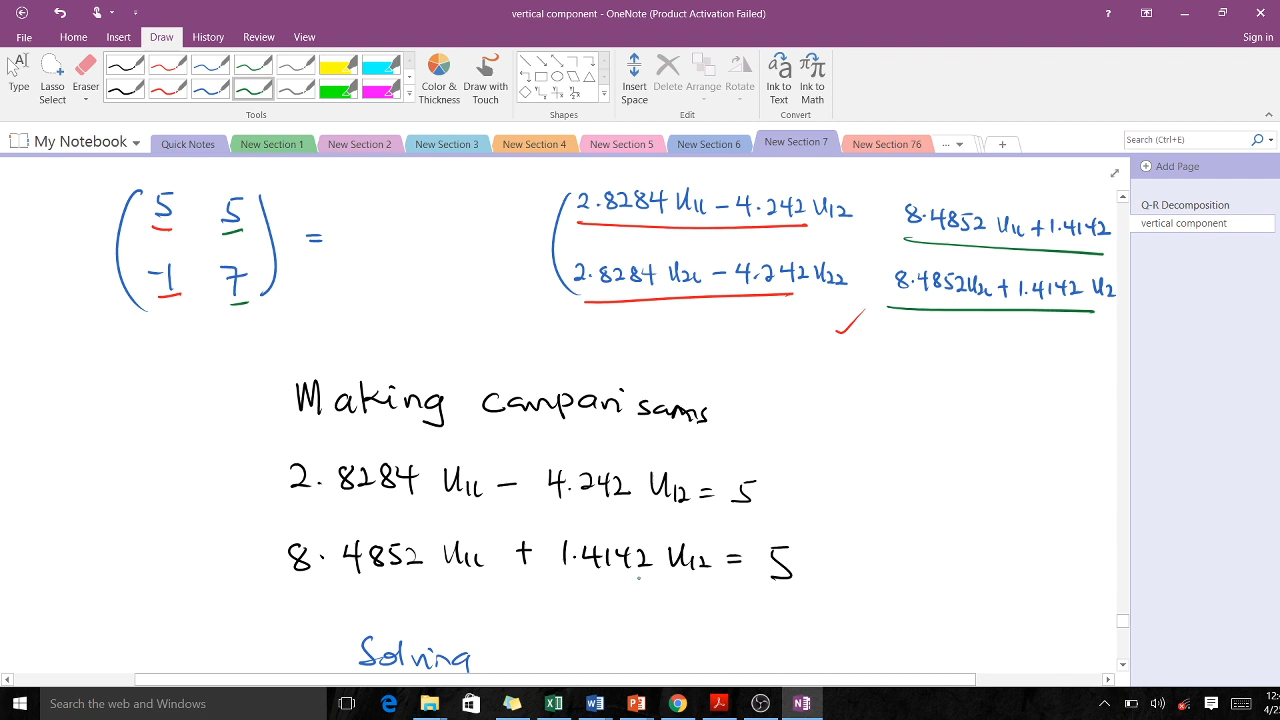 vertical component - OneNote (Product Activation Failed)
File Home Insert Draw History Review View Sign in
Type Lasso Select Eraser Color & Thickness Draw with Touch Insert Space Delete Arrange Rotate Ink to Text Ink to Math
Tools Shapes Edit Convert
My Notebook Quick Notes New Section 1 New Section 2 New Section 3 New Section 4 New Section 5 New Section 6 New Section 7 New Section 76 ... Search (Ctrl+E)
Add Page
Q-R Decomposition
vertical component
5 5 = 2.8284 U11 - 4.242 U12 8.4852 U11 + 1.4142
-1 7 2.8284 U21 - 4.242 U22 8.4852 U21 + 1.4142 U2
Making comparisons
2.8284 U11 - 4.242 U12 = 5
8.4852 U11 + 1.4142 U12 = 5
Solving
Search the web and Windows
12:
4/2